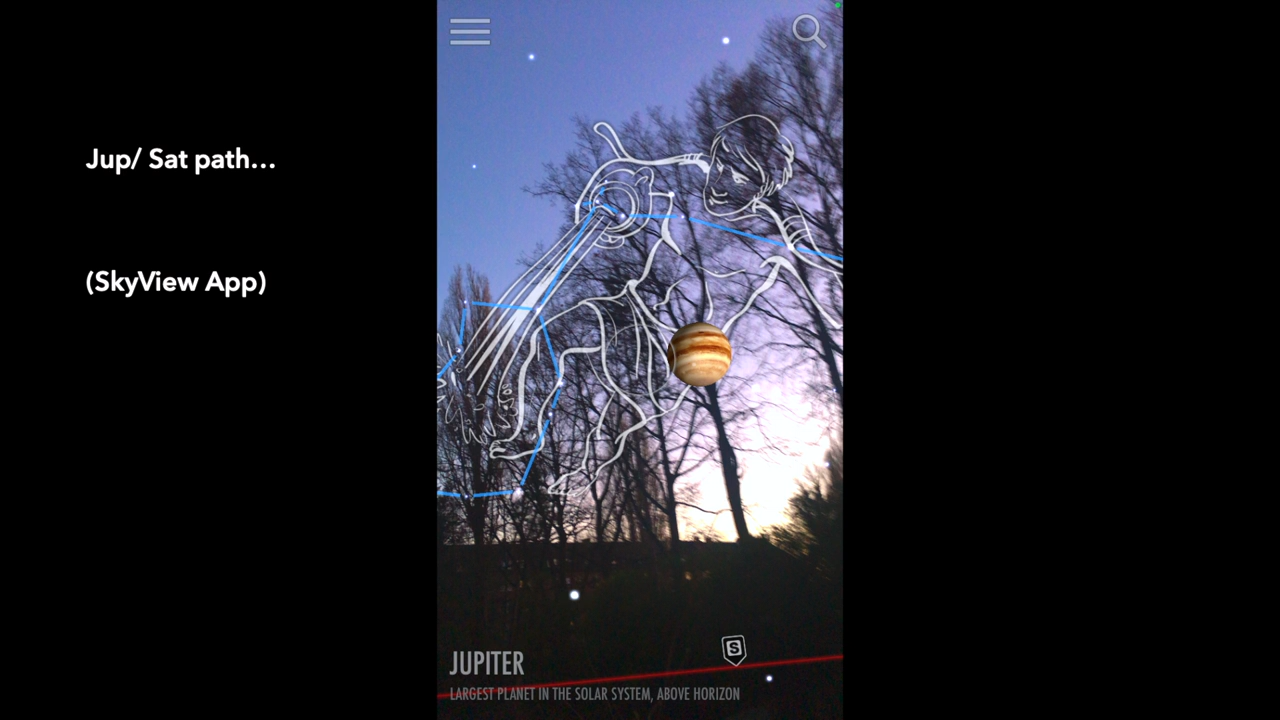 Jup/ Sat path...
(SkyView App)
S
JUPITER
LARGEST PLANET IN THE SOLAR SYSTEM, ABOVE HORIZON